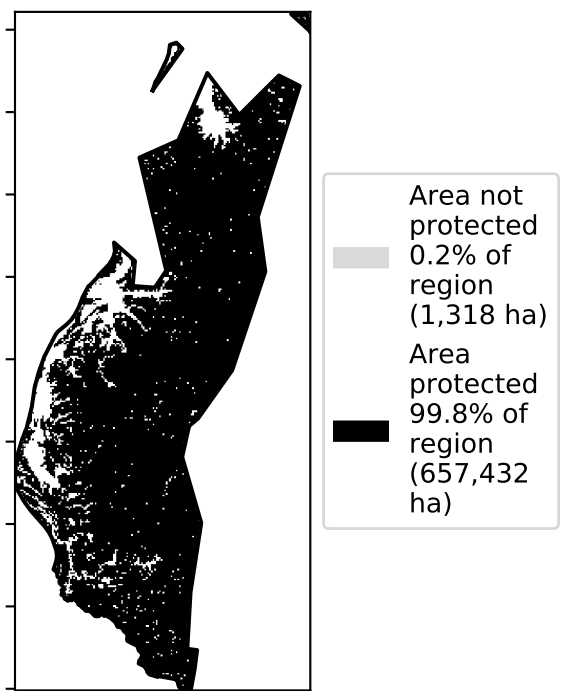 Area not
protected
0.2% of
region
(1,318 ha)
Area
protected
99.8% of
region
(657,432
ha)